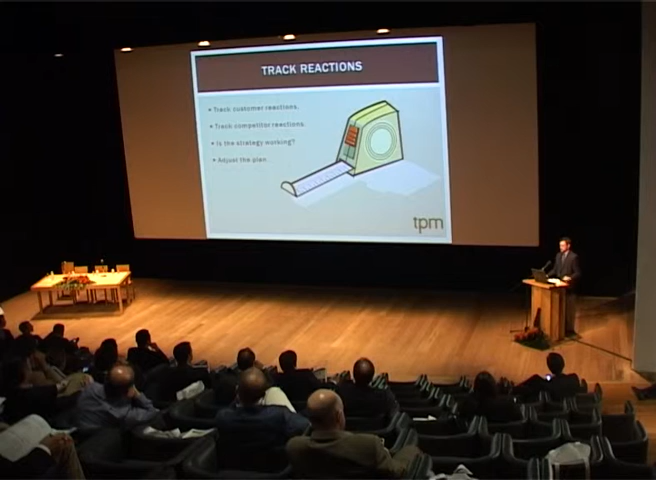 TRACK REACTIONS
• Track customer reactions.
• Track competitor reactions.
• Is the strategy working?
• Adjust the plan.
tpm